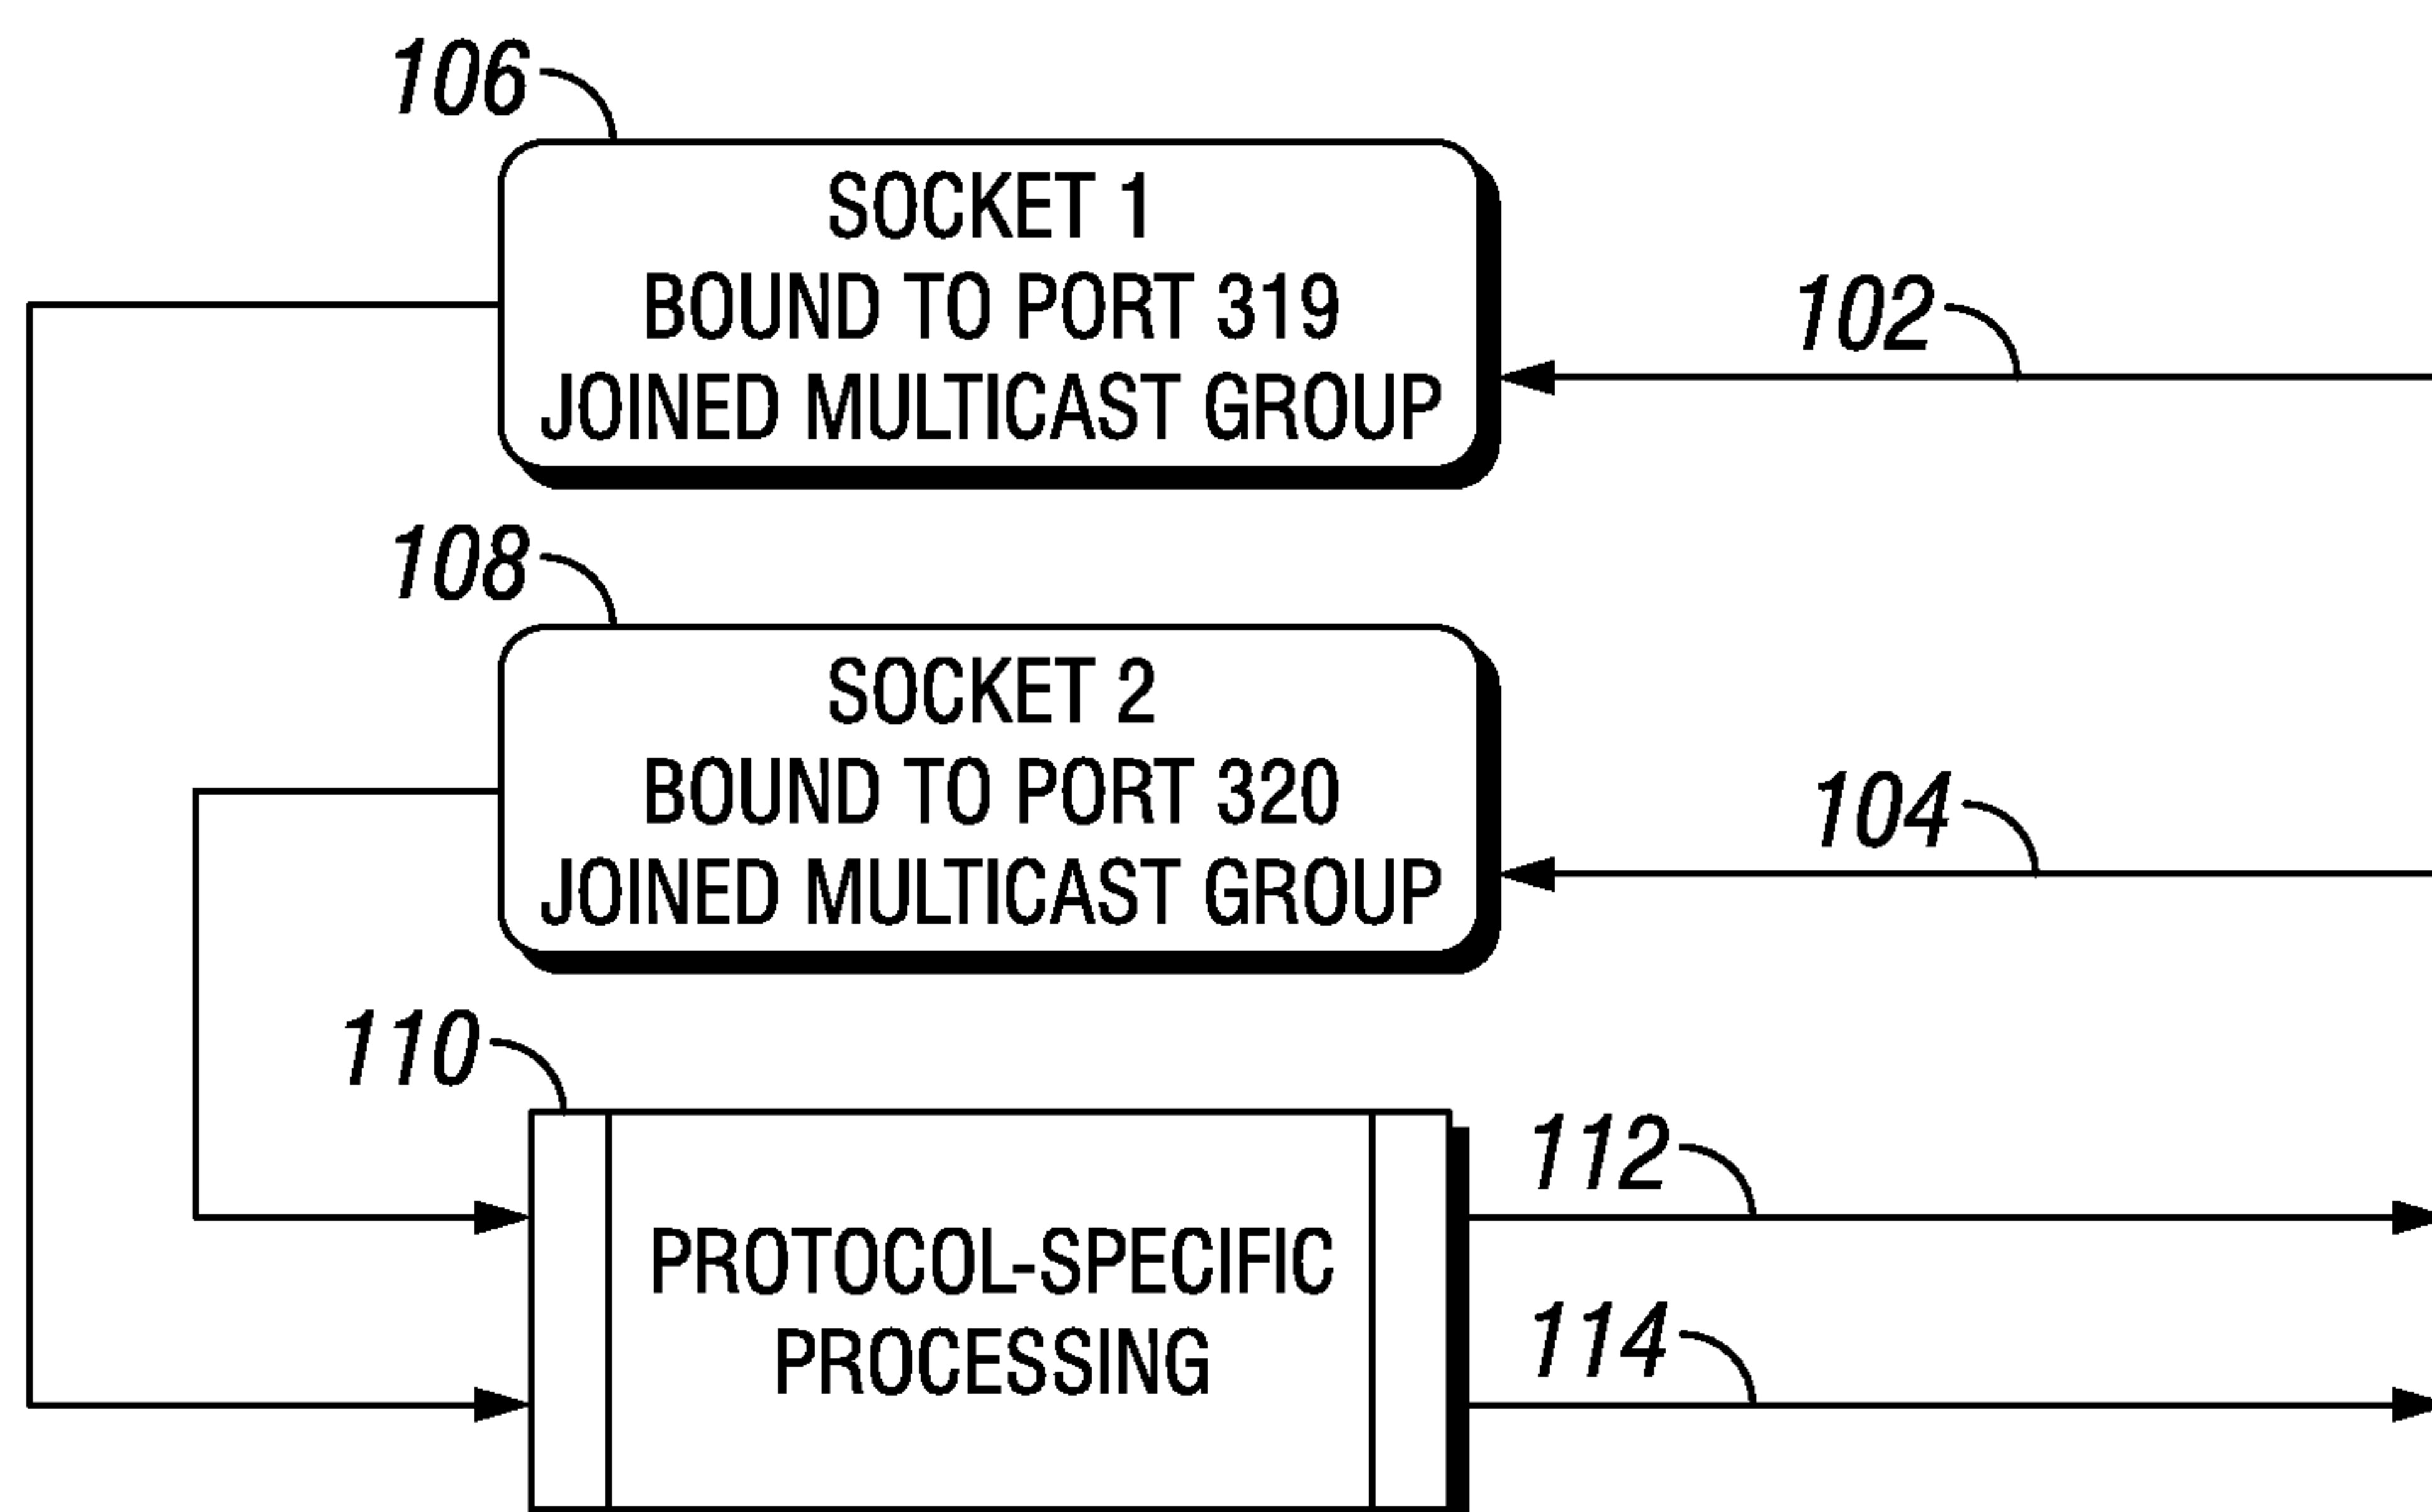 106
SOCKET 1
BOUND TO PORT 319
JOINED MULTICAST GROUP
102
108
SOCKET 2
BOUND TO PORT 320
JOINED MULTICAST GROUP
104
110
PROTOCOL-SPECIFIC
PROCESSING
112
114